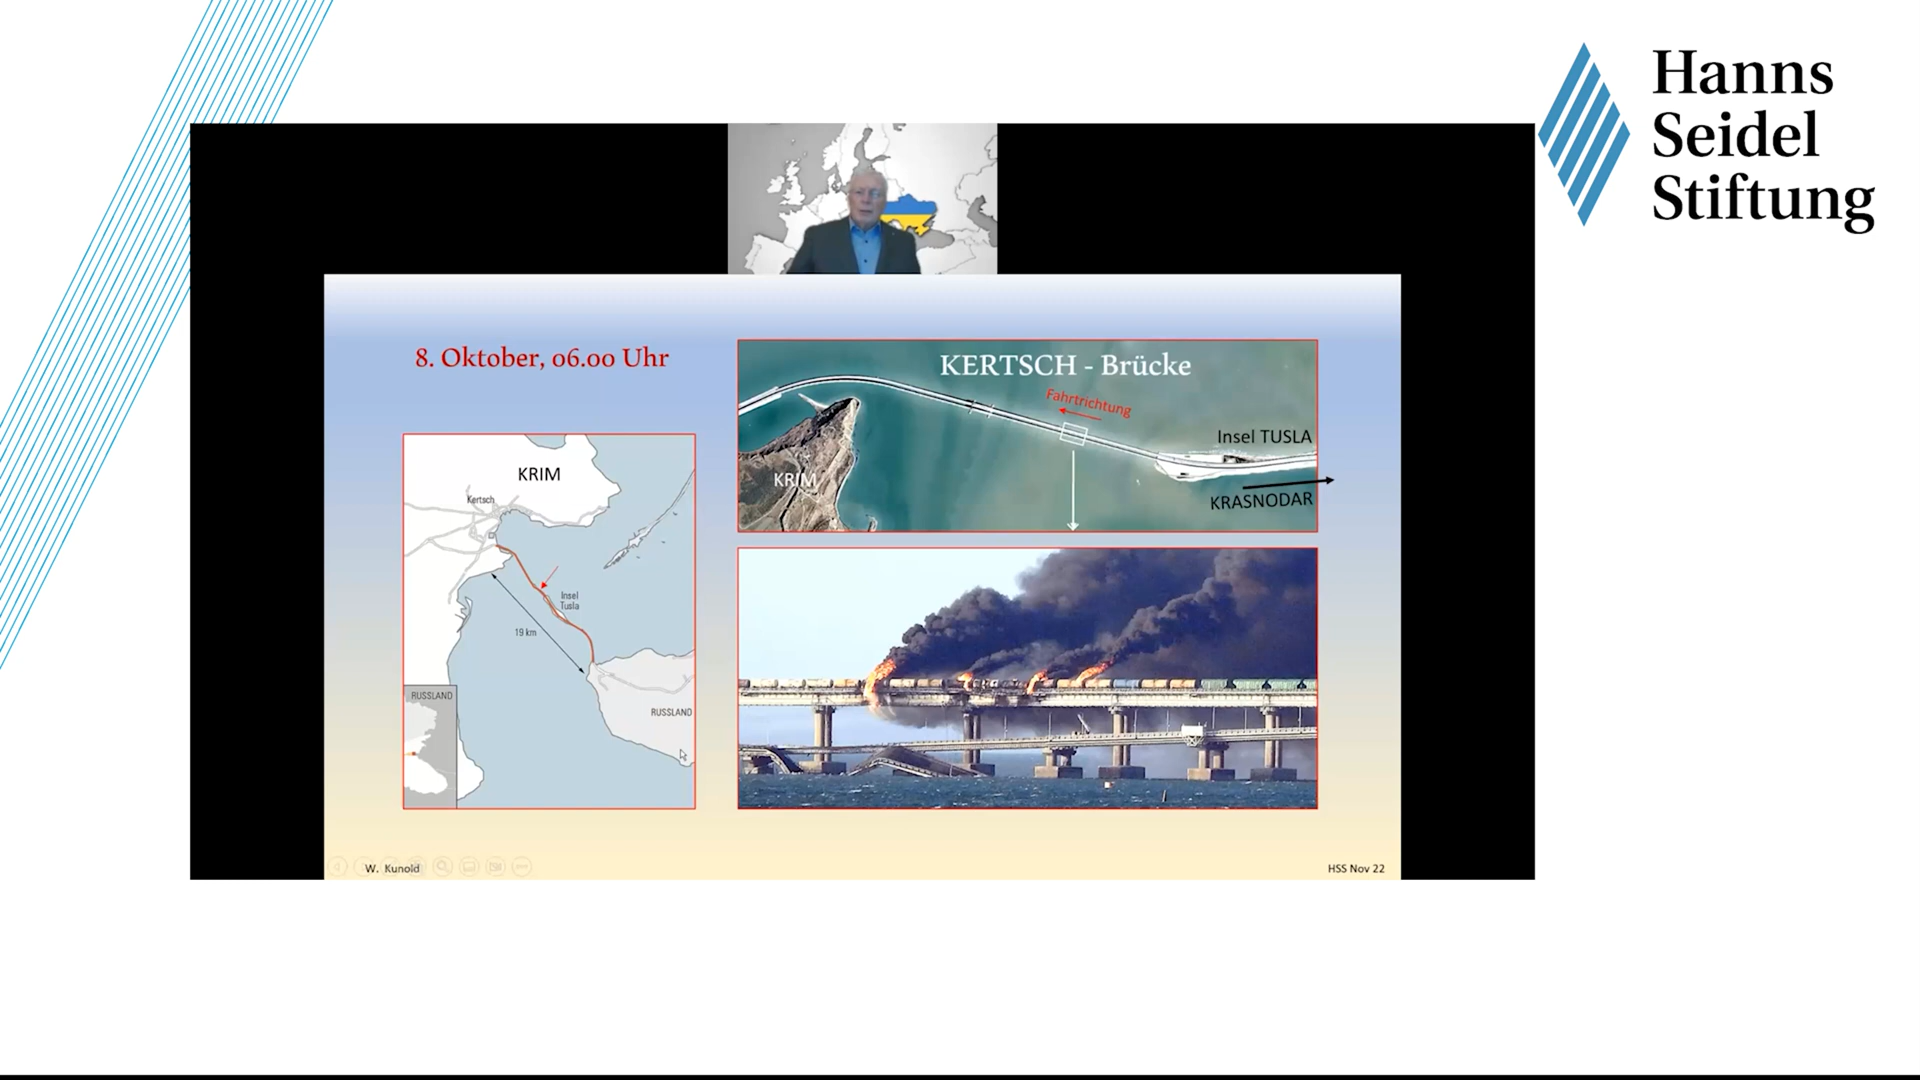 Hanns
Seidel
Stiftung
8. Oktober, 06.00 Uhr
KERTSCH - Brücke
Fahrtrichtung
Insel TUSLA
KRIM
KRASNODAR
KRIM
Kertsch
Insel
Tusla
19 km
RUSSLAND
RUSSLAND
W. Kunold
HSS Nov 22